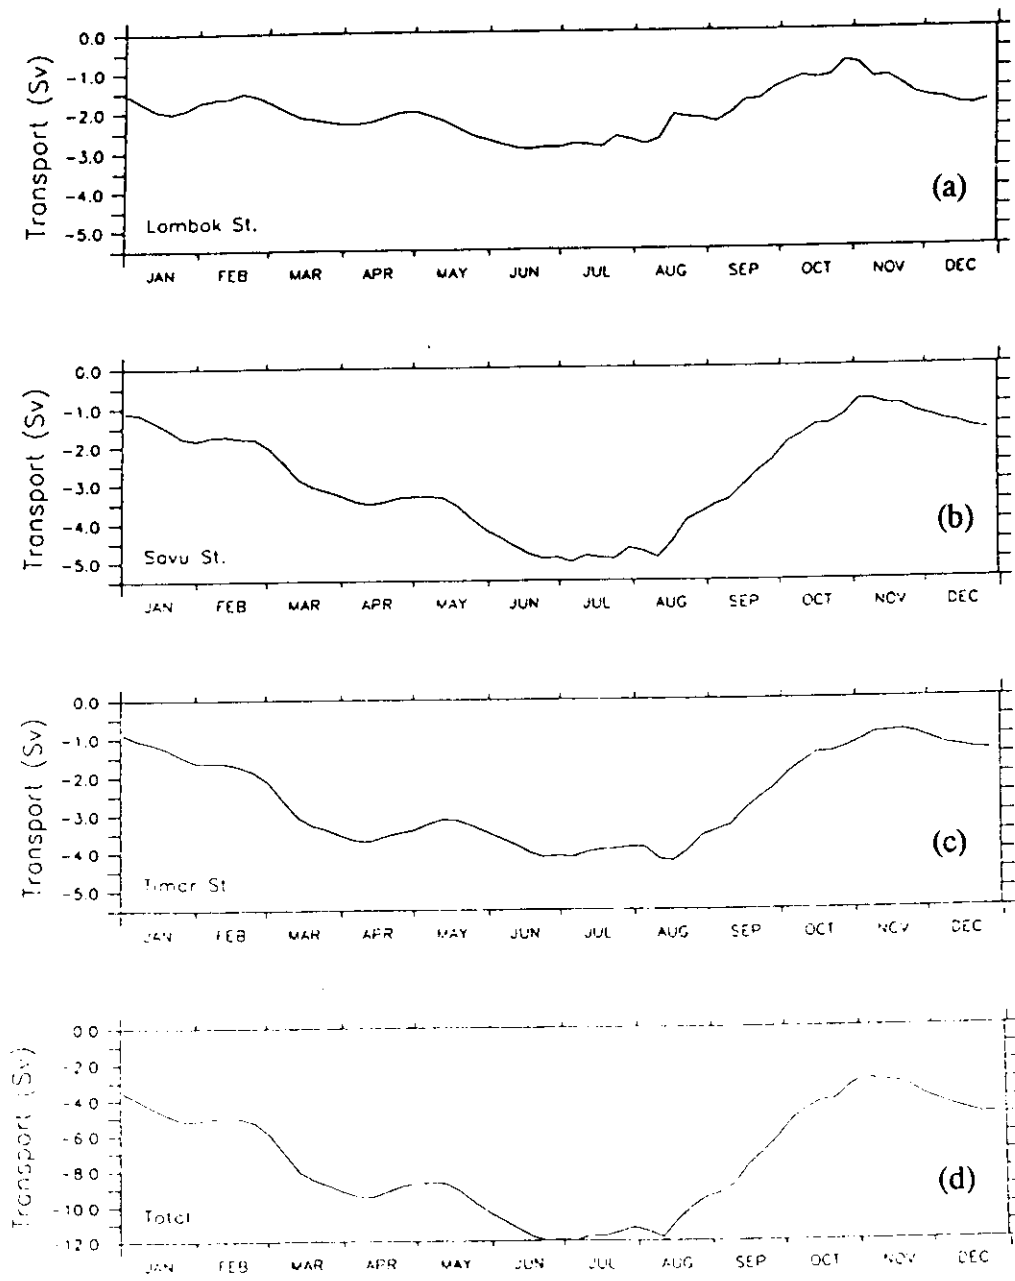 0.0
-1.0
-2.0
-3.0
-4.0
-5.0
Transport (Sv)
Lombok St.
(a)
JAN FEB MAR APR MAY JUN JUL AUG SEP OCT NOV DEC
0.0
-1.0
-2.0
-3.0
-4.0
-5.0
Transport (Sv)
Savu St.
(b)
JAN FEB MAR APR MAY JUN JUL AUG SEP OCT NOV DEC
0.0
-1.0
-2.0
-3.0
-4.0
-5.0
Transport (Sv)
Timor St
(c)
JAN FEB MAR APR MAY JUN JUL AUG SEP OCT NOV DEC
0.0
-2.0
-4.0
-6.0
-8.0
-10.0
-12.0
Transport (Sv)
Total
(d)
JAN FEB MAR APR MAY JUN JUL AUG SEP OCT NOV DEC